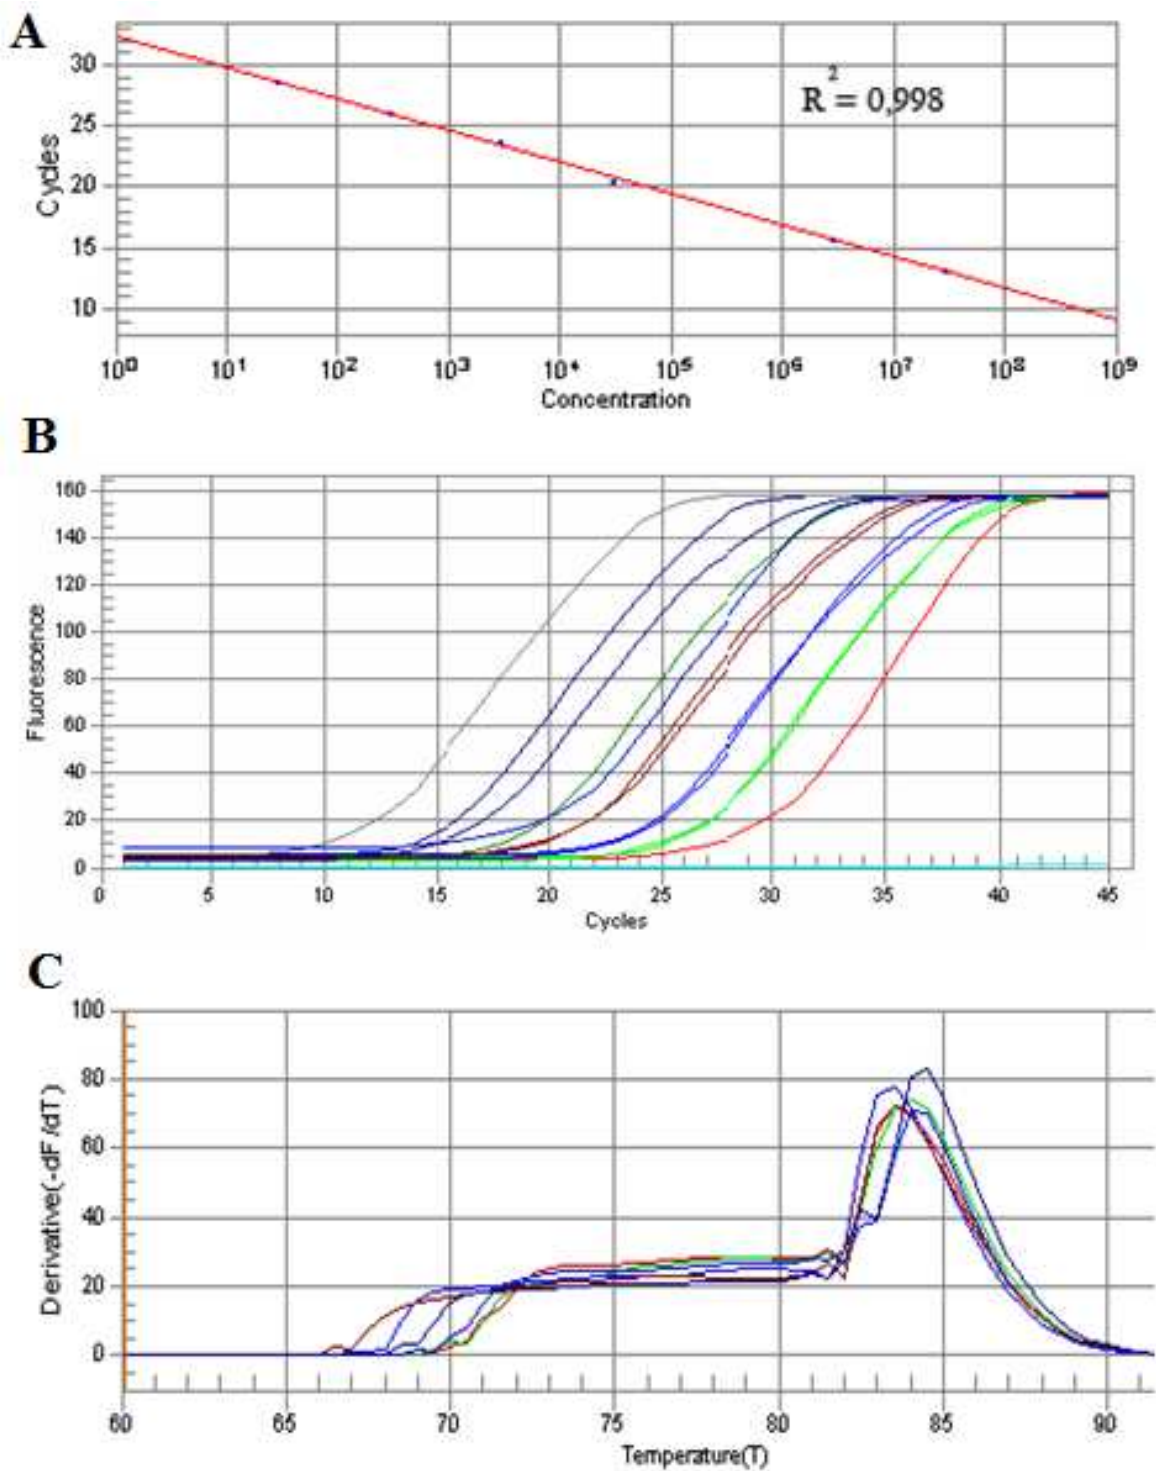 A
R² = 0,998
Cycles
30
25
20
15
10
10⁰ 10¹ 10² 10³ 10⁴ 10⁵ 10⁶ 10⁷ 10⁸ 10⁹
Concentration
B
Fluorescence
160
140
120
100
80
60
40
20
0
0 5 10 15 20 25 30 35 40 45
Cycles
C
Derivative(-dF/dT)
100
80
60
40
20
0
60 65 70 75 80 85 90
Temperature(T)